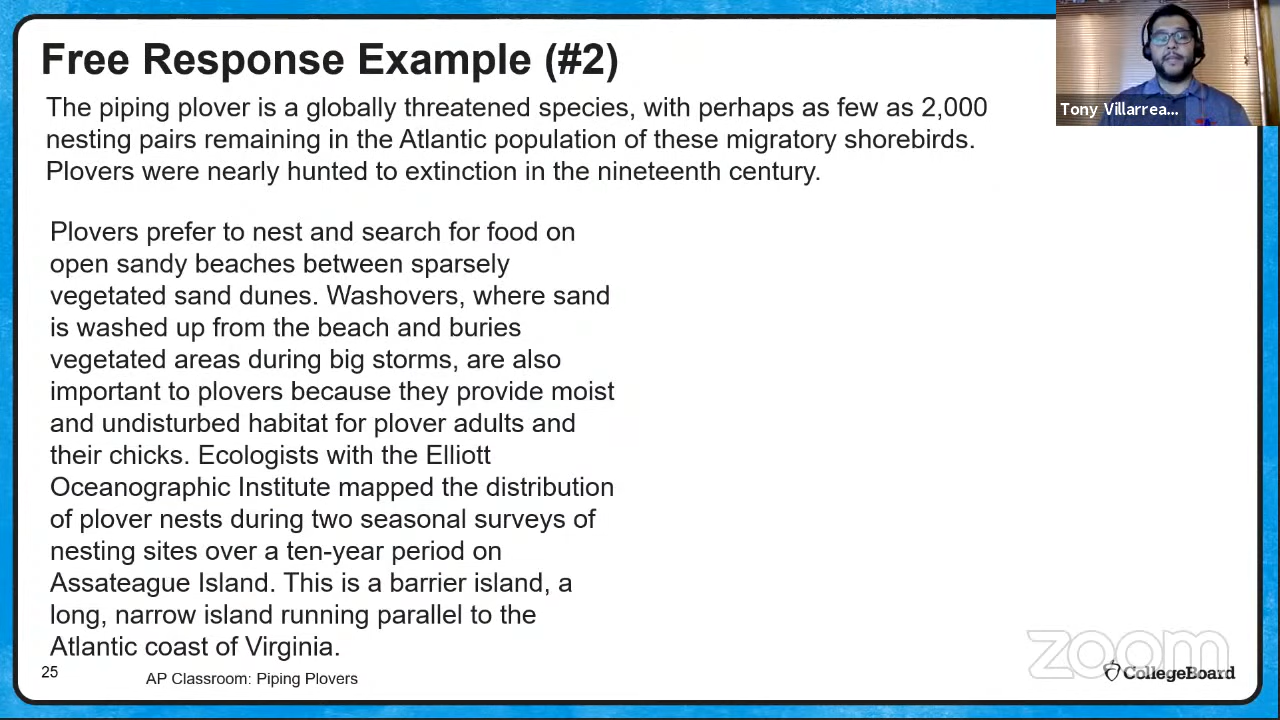 Free Response Example (#2)
The piping plover is a globally threatened species, with perhaps as few as 2,000
nesting pairs remaining in the Atlantic population of these migratory shorebirds.
Plovers were nearly hunted to extinction in the nineteenth century.
Tony Villarrea...
Plovers prefer to nest and search for food on
open sandy beaches between sparsely
vegetated sand dunes. Washovers, where sand
is washed up from the beach and buries
vegetated areas during big storms, are also
important to plovers because they provide moist
and undisturbed habitat for plover adults and
their chicks. Ecologists with the Elliott
Oceanographic Institute mapped the distribution
of plover nests during two seasonal surveys of
nesting sites over a ten-year period on
Assateague Island. This is a barrier island, a
long, narrow island running parallel to the
Atlantic coast of Virginia.
25
AP Classroom: Piping Plovers
zoom
CollegeBoard